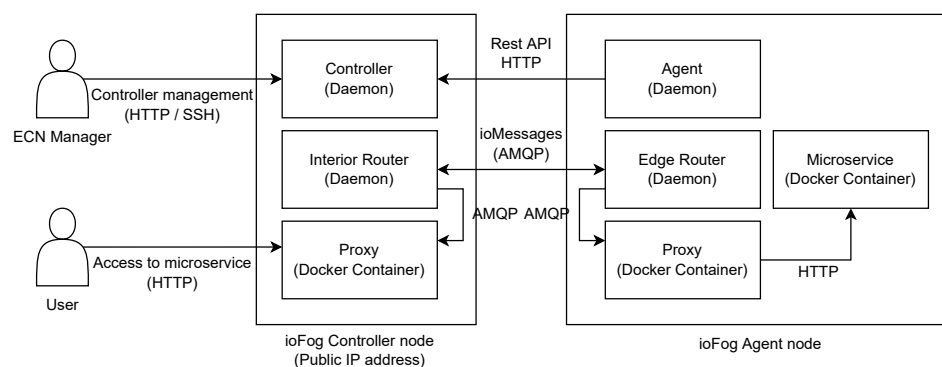 Controller
(Daemon)
Rest API
HTTP
Agent
(Daemon)
Controller management
(HTTP / SSH)
ECN Manager
Interior Router
(Daemon)
ioMessages
(AMQP)
Edge Router
(Daemon)
Microservice
(Docker Container)
AMQP
AMQP
Proxy
(Docker Container)
Proxy
(Docker Container)
HTTP
Access to microservice
(HTTP)
User
ioFog Controller node
(Public IP address)
ioFog Agent node